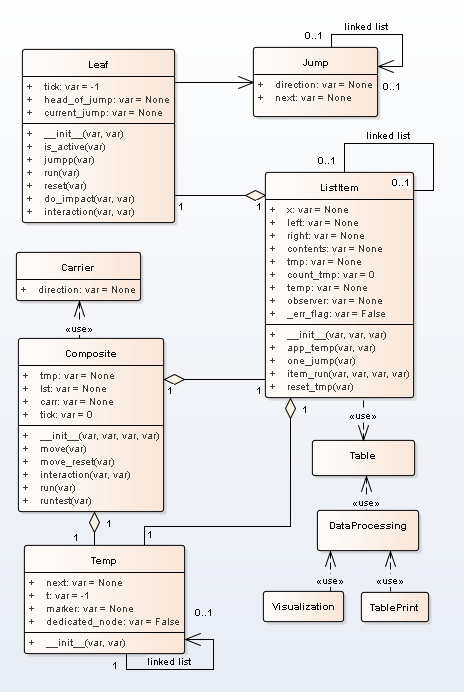 linked list
0..1
Leaf
+ tick: var = -1
+ head_of_jump: var = None
+ current_jump: var = None
+ __init__(var, var)
+ is_active(var)
+ jumpp(var)
+ run(var)
+ reset(var)
+ do_impact(var, var)
+ interaction(var, var)
Jump
+ direction: var = None
+ next: var = None
0..1
linked list
0..1
ListItem
0..1
+ x: var = None
+ left: var = None
+ right: var = None
+ contents: var = None
+ tmp: var = None
+ count_tmp: var = 0
+ temp: var = None
+ observer: var = None
+ _err_flag: var = False
+ __init__(var, var, var)
+ app_temp(var, var)
+ one_jump(var)
+ item_run(var, var, var, var)
+ reset_tmp(var)
1
1
Carrier
+ direction: var = None
«use»
Composite
+ tmp: var = None
+ lst: var = None
+ carr: var = None
+ tick: var = 0
+ __init__(var, var, var, var)
+ move(var)
+ move_reset(var)
+ interaction(var, var)
+ run(var)
+ runtest(var)
1
1
1
«use»
Table
«use»
DataProcessing
«use»
«use»
Visualization
TablePrint
1
1
1
Temp
+ next: var = None
+ t: var = -1
+ marker: var = None
+ dedicated_node: var = False
+ __init__(var, var)
0..1
1
linked list